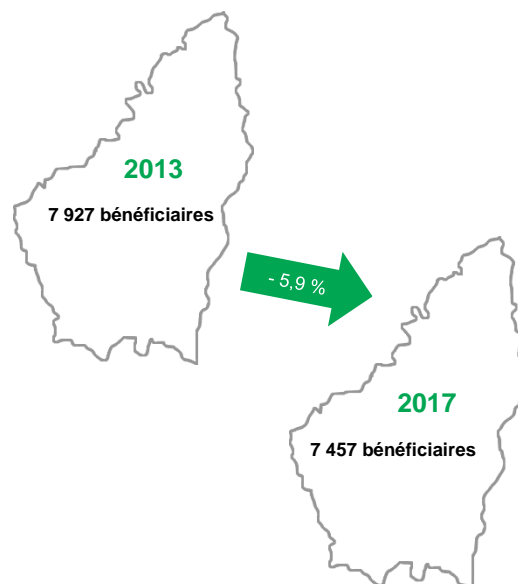 2013
7 927 bénéficiaires
- 5,9 %
2017
7 457 bénéficiaires